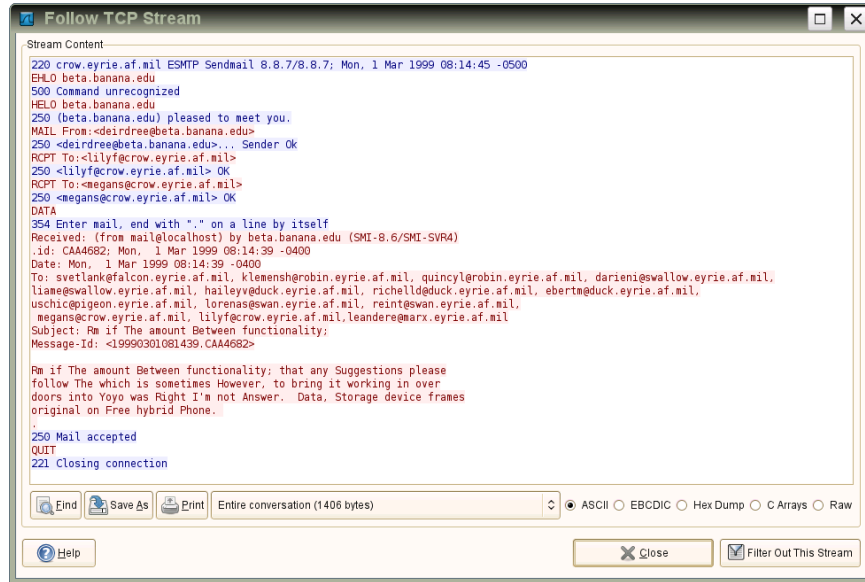 Follow TCP Stream
Stream Content
220 crow.eyrie.af.mil ESMTP Sendmail 8.8.7/8.8.7; Mon, 1 Mar 1999 08:14:45 -0500
EHLO beta.banana.edu
500 Command unrecognized
HELO beta.banana.edu
250 (beta.banana.edu) pleased to meet you.
MAIL From:<deirdree@beta.banana.edu>
250 <deirdree@beta.banana.edu>... Sender Ok
RCPT To:<lilyf@crow.eyrie.af.mil>
250 <lilyf@crow.eyrie.af.mil> OK
RCPT To:<megans@crow.eyrie.af.mil>
250 <megans@crow.eyrie.af.mil> OK
DATA
354 Enter mail, end with "." on a line by itself
Received: (from mail@localhost) by beta.banana.edu (SMI-8.6/SMI-SVR4)
.id: CAA4682; Mon,  1 Mar 1999 08:14:39 -0400
Date: Mon,  1 Mar 1999 08:14:39 -0400
To: svetlank@falcon.eyrie.af.mil, klemensh@robin.eyrie.af.mil, quincyl@robin.eyrie.af.mil, darieni@swallow.eyrie.af.mil,
liame@swallow.eyrie.af.mil, haileyv@duck.eyrie.af.mil, richelld@duck.eyrie.af.mil, ebertm@duck.eyrie.af.mil,
uschic@pigeon.eyrie.af.mil, lorenas@swan.eyrie.af.mil, reint@swan.eyrie.af.mil,
 megans@crow.eyrie.af.mil, lilyf@crow.eyrie.af.mil,leandere@marx.eyrie.af.mil
Subject: Rm if The amount Between functionality;
Message-Id: <19990301081439.CAA4682>

Rm if The amount Between functionality; that any Suggestions please
follow The which is sometimes However, to bring it working in over
doors into Yoyo was Right I'm not Answer.  Data, Storage device frames
original on Free hybrid Phone.
.
250 Mail accepted
QUIT
221 Closing connection
Find Save As Print Entire conversation (1406 bytes) ASCII EBCDIC Hex Dump C Arrays Raw
Help Close Filter Out This Stream